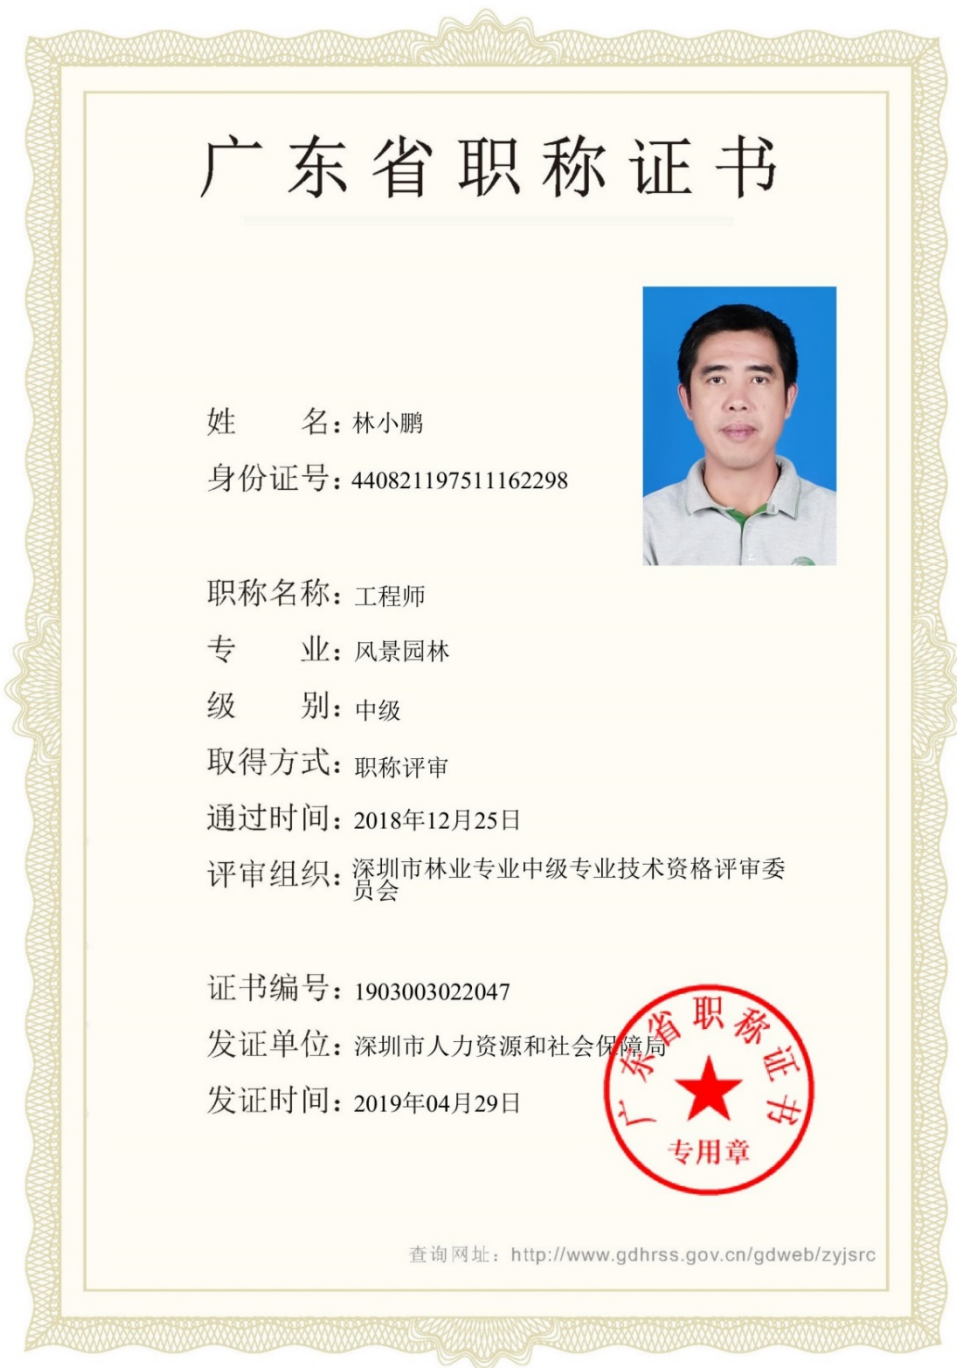 广东省职称证书
姓 名：林小鹏
身份证号：440821197511162298
职称名称：工程师
专 业：风景园林
级 别：中级
取得方式：职称评审
通过时间：2018年12月25日
评审组织：深圳市林业专业中级专业技术资格评审委
员会
证书编号：1903003022047
发证单位：深圳市人力资源和社会保障局
发证时间：2019年04月29日
广东省职称证书
专用章
查询网址：http://www.gdhrss.gov.cn/gdweb/zyjsrc